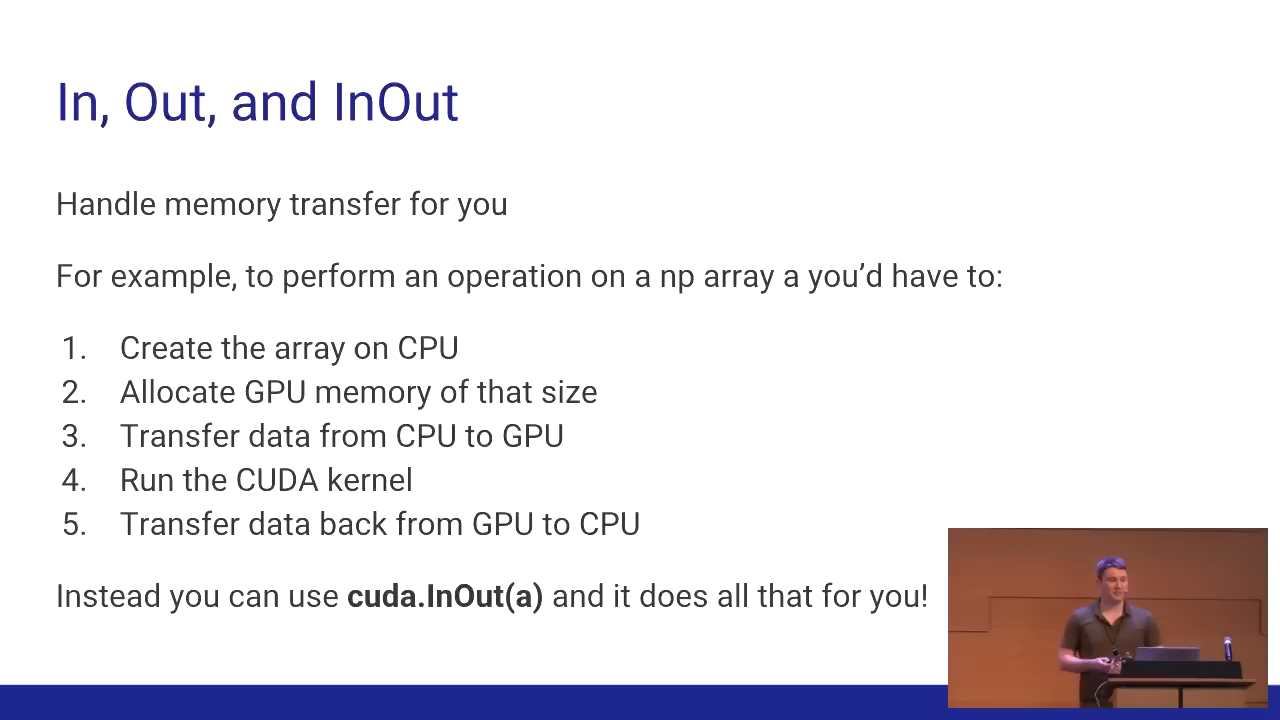 In, Out, and InOut
Handle memory transfer for you
For example, to perform an operation on a np array a you’d have to:
1. Create the array on CPU
2. Allocate GPU memory of that size
3. Transfer data from CPU to GPU
4. Run the CUDA kernel
5. Transfer data back from GPU to CPU
Instead you can use cuda.InOut(a) and it does all that for you!